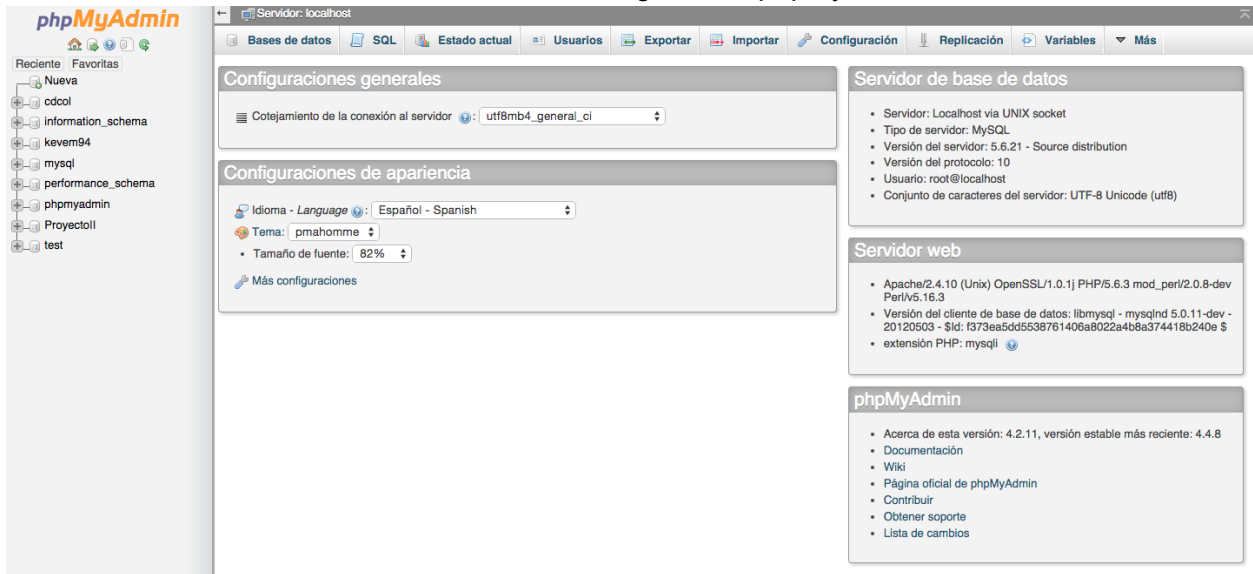 phpMyAdmin
Reciente Favoritas
Nueva
cdcol
information_schema
kevem94
mysql
performance_schema
phpmyadmin
ProyectoII
test
Servidor: localhost
Bases de datos SQL Estado actual Usuarios Exportar Importar Configuración Replicación Variables Más
Configuraciones generales
Cotejamiento de la conexión al servidor : utf8mb4_general_ci
Configuraciones de apariencia
Idioma - Language : Español - Spanish
Tema: pmahomme
• Tamaño de fuente: 82%
Más configuraciones
Servidor de base de datos
• Servidor: Localhost via UNIX socket
• Tipo de servidor: MySQL
• Versión del servidor: 5.6.21 - Source distribution
• Versión del protocolo: 10
• Usuario: root@localhost
• Conjunto de caracteres del servidor: UTF-8 Unicode (utf8)
Servidor web
• Apache/2.4.10 (Unix) OpenSSL/1.0.1j PHP/5.6.3 mod_perl/2.0.8-dev
Perl/v5.16.3
• Versión del cliente de base de datos: libmysql - mysqlnd 5.0.11-dev -
20120503 - $Id: f373ea5dd5538761406a8022a4b8a374418b240e $
• extensión PHP: mysqli
phpMyAdmin
• Acerca de esta versión: 4.2.11, versión estable más reciente: 4.4.8
• Documentación
• Wiki
• Página oficial de phpMyAdmin
• Contribuir
• Obtener soporte
• Lista de cambios